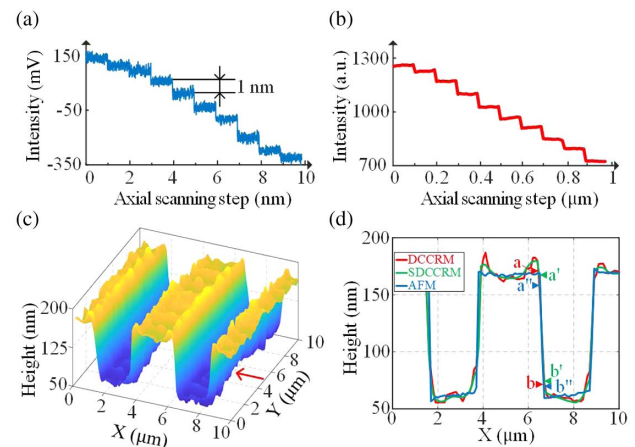 (a)
150
-50
-350
Intensity (mV)
1 nm
0 2 4 6 8 10
Axial scanning step (nm)
(b)
1300
1000
700
Intensity (a.u.)
0 0.2 0.4 0.6 0.8 1
Axial scanning step (μm)
(c)
200
125
50
Height (nm)
0 2 4 6 8 10
X (μm)
0 2 4 6 8 10
Y (μm)
(d)
200
150
100
50
Height (nm)
DCCRM
SDCCRM
AFM
a
a'
a''
b'
b
b''
0 2 4 6 8 10
X (μm)